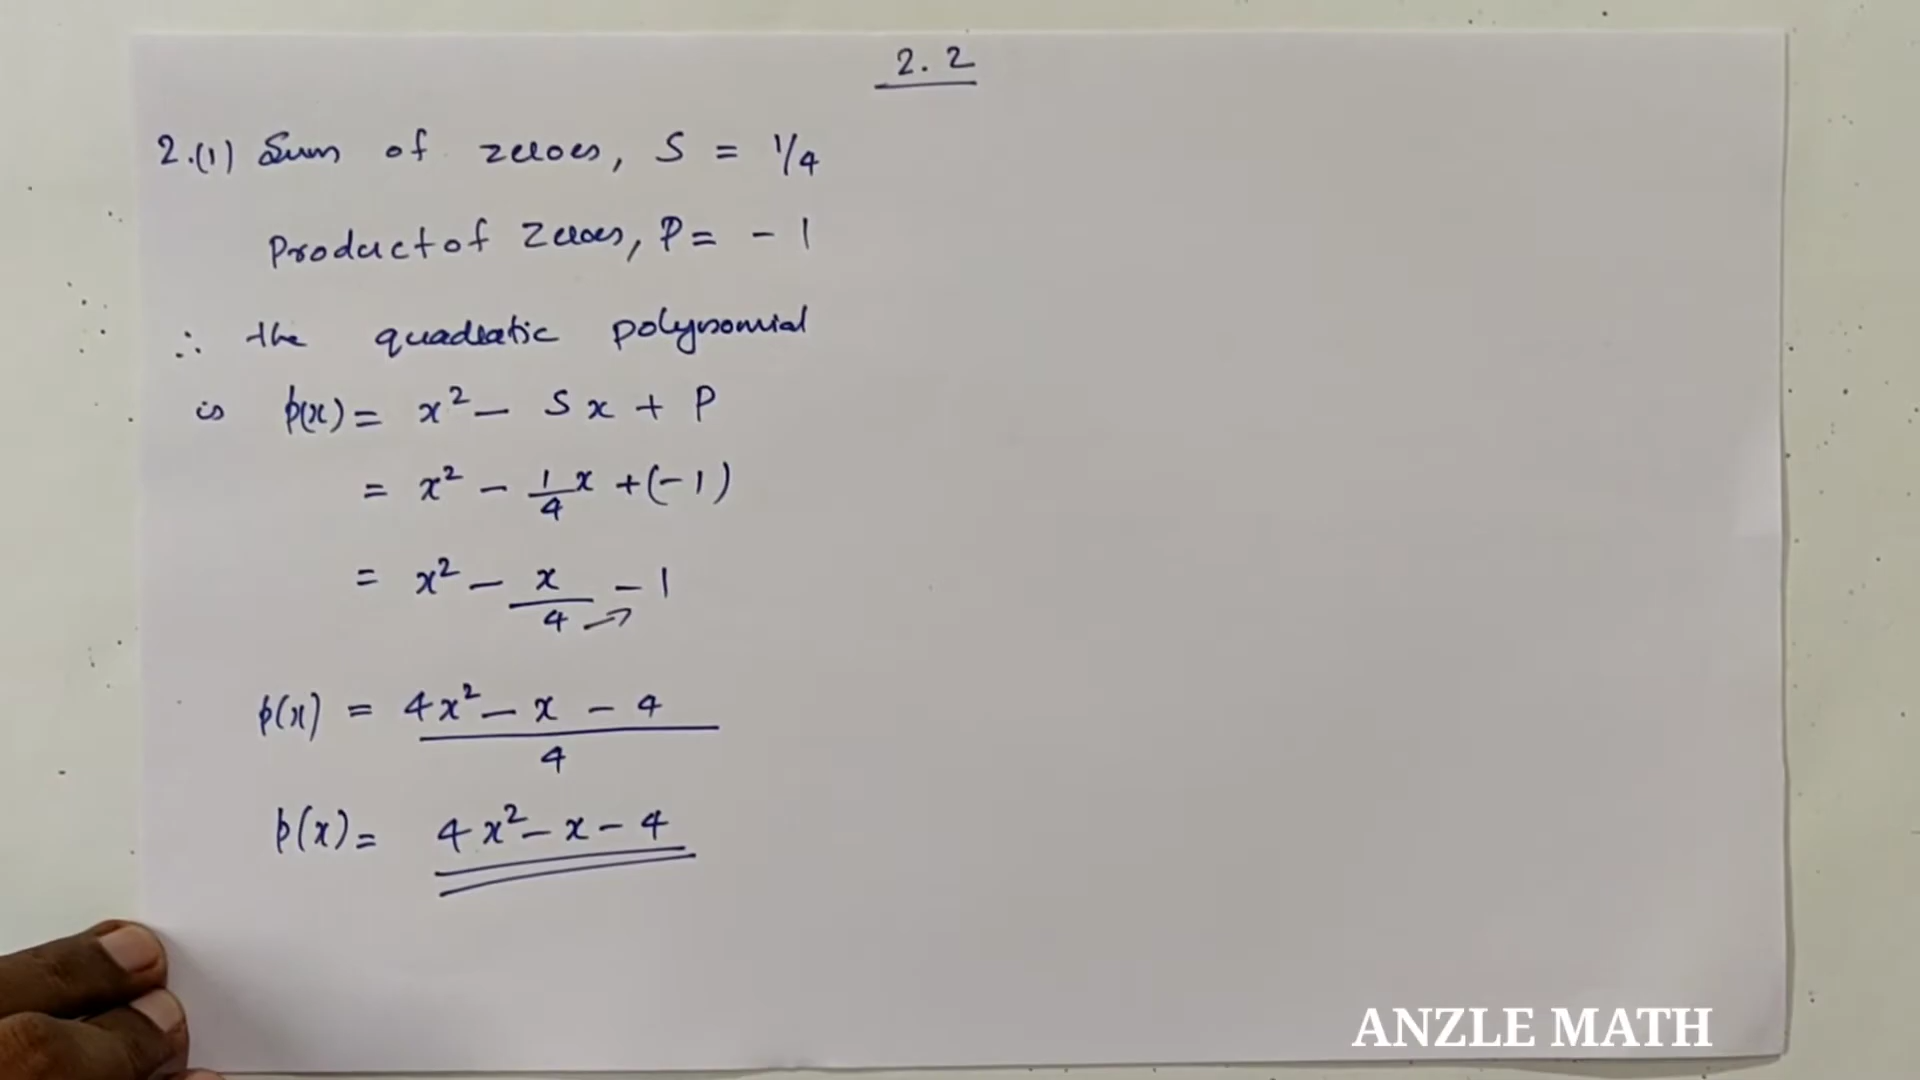 2.2
2.(1) Sum of zeroes, S = 1/4
Product of Zeroes, P = - 1
∴ the quadratic polynomial
is p(x) = x² - Sx + P
= x² - 1/4 x + (-1)
= x² - x/4 - 1
p(x) = 4x² - x - 4 / 4
p(x) = 4x² - x - 4
ANZLE MATH